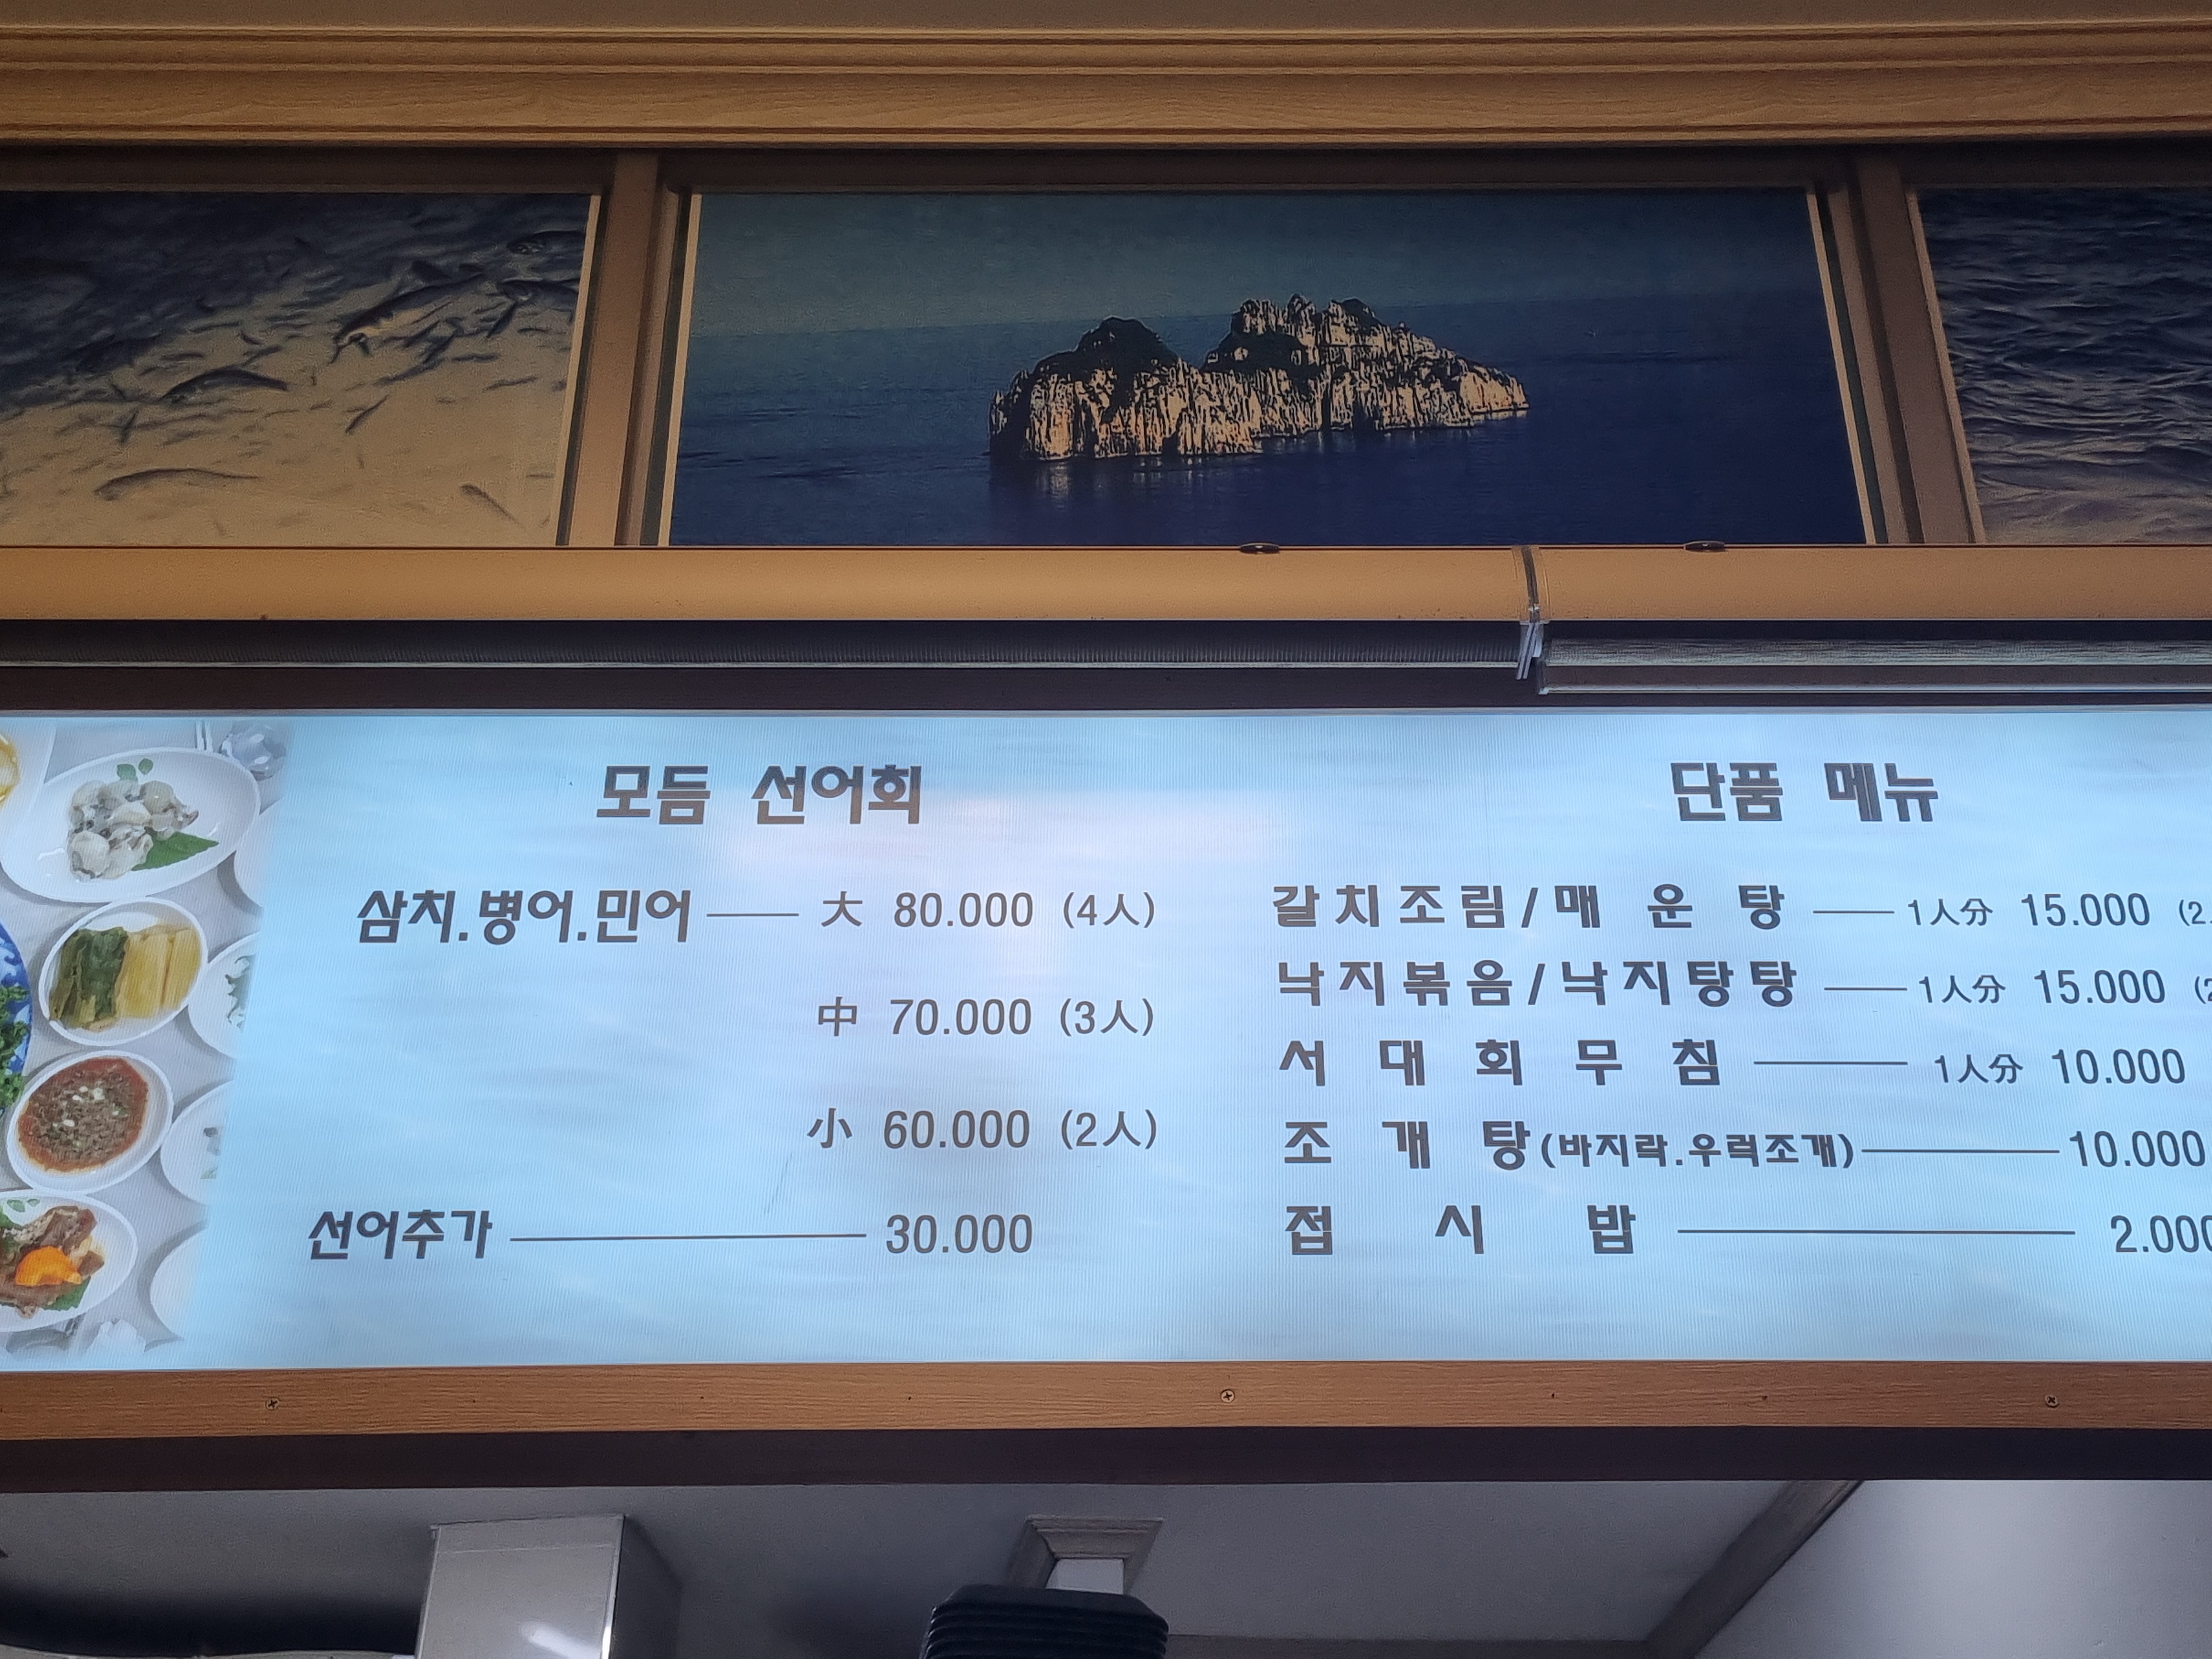 모듬 선어회
삼치.병어.민어 大 80.000 (4人)
中 70.000 (3人)
小 60.000 (2人)
선어추가 30.000
단품 메뉴
갈치조림/매운탕 1人分 15.000 (2
낙지볶음/낙지탕탕 1人分 15.000
서대회무침 1人分 10.000
조개탕(바지락.우럭조개) 10.000
접시밥 2.000